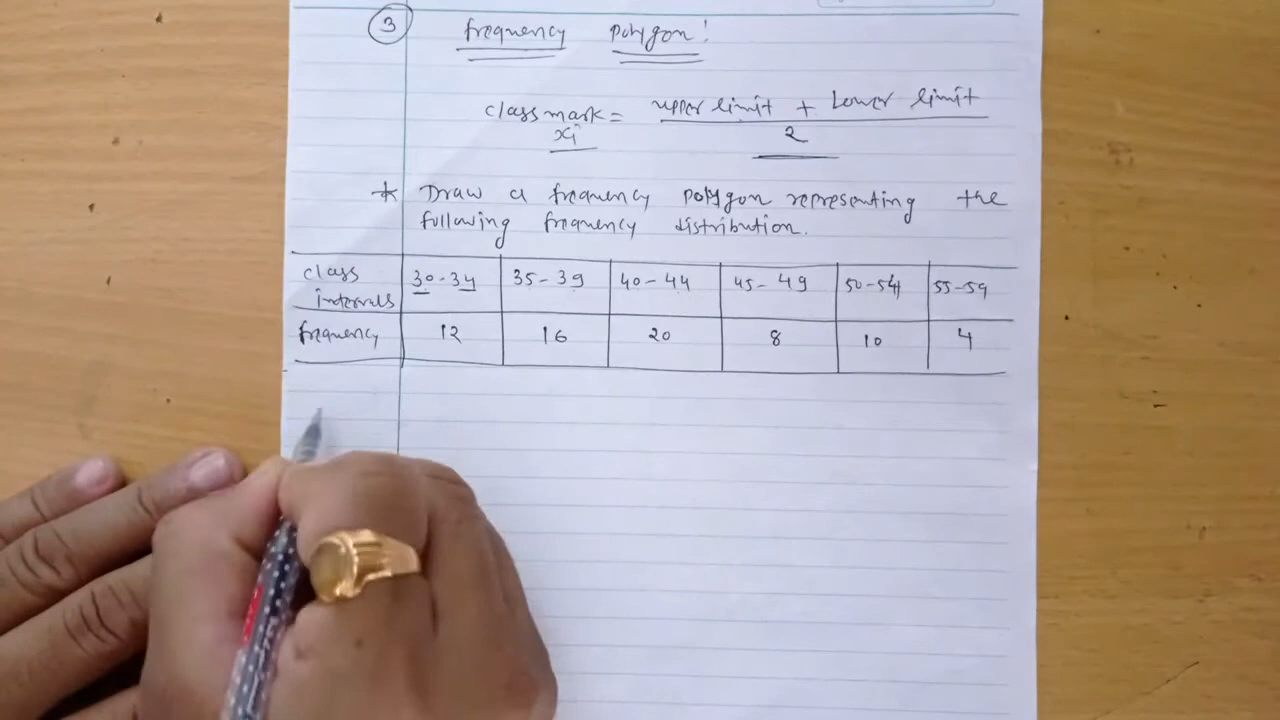 3 frequency polygon:
class mark = upper limit + Lower limit
xi 2
* Draw a frequency polygon representing the
following frequency distribution.
class intervals 30-34 35-39 40-44 45-49 50-54 55-59
frequency 12 16 20 8 10 4